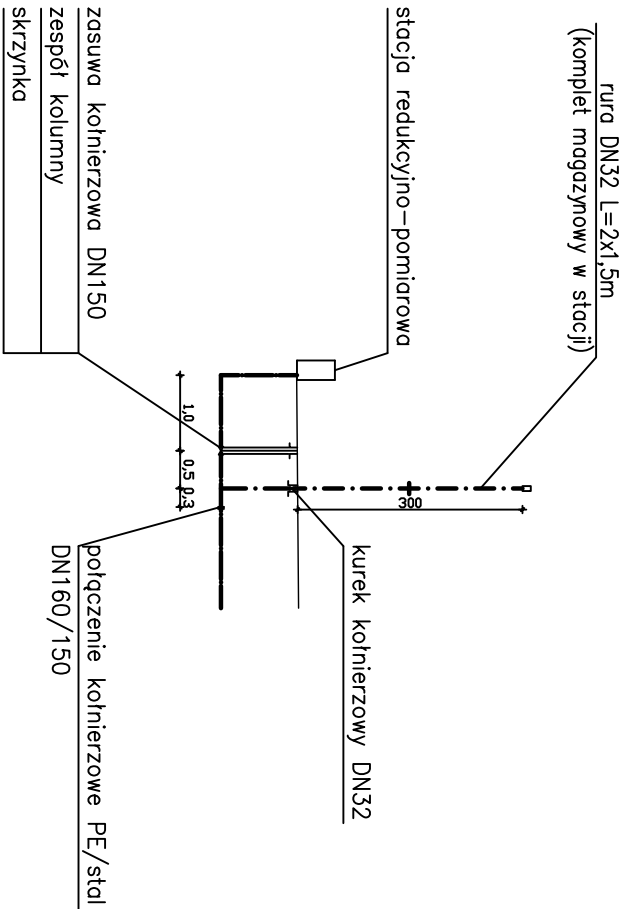 rura DN32 L=2x1,5m
(komplet magazynowy w stacji)
stacja redukcyjno-pomiarowa
zasuwa kołnierzowa DN150
zespół kolumny
skrzynka
1,0
0,5
0,3
300
kurek kołnierzowy DN32
połączenie kołnierzowe PE/stal
DN160/150